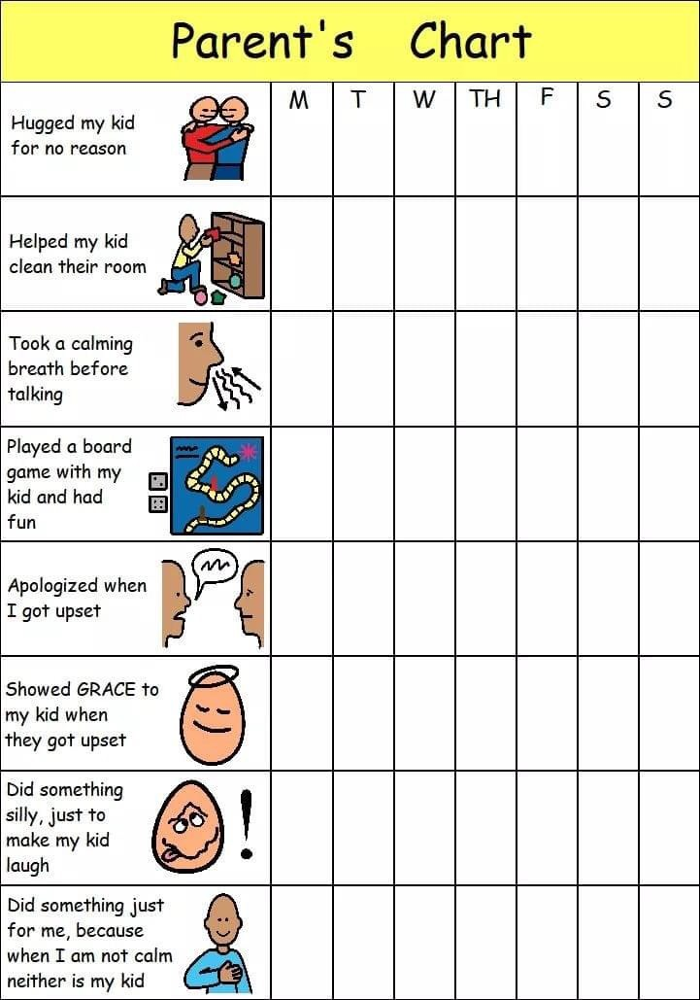 Parent's Chart
M T W TH F S S
Hugged my kid
for no reason
Helped my kid
clean their room
Took a calming
breath before
talking
Played a board
game with my
kid and had
fun
Apologized when
I got upset
Showed GRACE to
my kid when
they got upset
Did something
silly, just to
make my kid
laugh
!
Did something just
for me, because
when I am not calm
neither is my kid